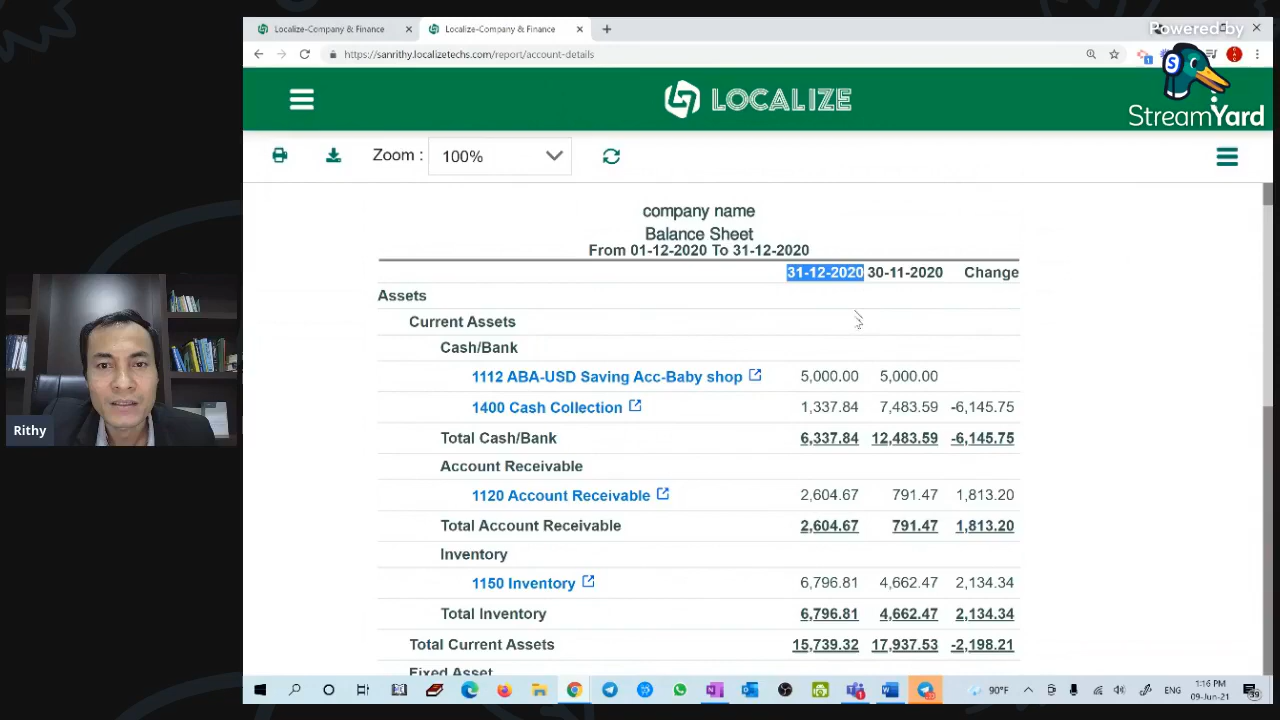 Localize-Company & Finance
Localize-Company & Finance
Powered by
https://sanrithy.localizetechs.com/report/account-details
LOCALIZE
S
StreamYard
Zoom :
100%
company name
Balance Sheet
From 01-12-2020 To 31-12-2020
31-12-2020 30-11-2020 Change
Assets
Current Assets
Cash/Bank
1112 ABA-USD Saving Acc-Baby shop 5,000.00 5,000.00
1400 Cash Collection 1,337.84 7,483.59 -6,145.75
Total Cash/Bank 6,337.84 12,483.59 -6,145.75
Account Receivable
1120 Account Receivable 2,604.67 791.47 1,813.20
Total Account Receivable 2,604.67 791.47 1,813.20
Inventory
1150 Inventory 6,796.81 4,662.47 2,134.34
Total Inventory 6,796.81 4,662.47 2,134.34
Total Current Assets 15,739.32 17,937.53 -2,198.21
Fixed Asset
Rithy
90°F
ENG
1:16 PM
09-Jun-21